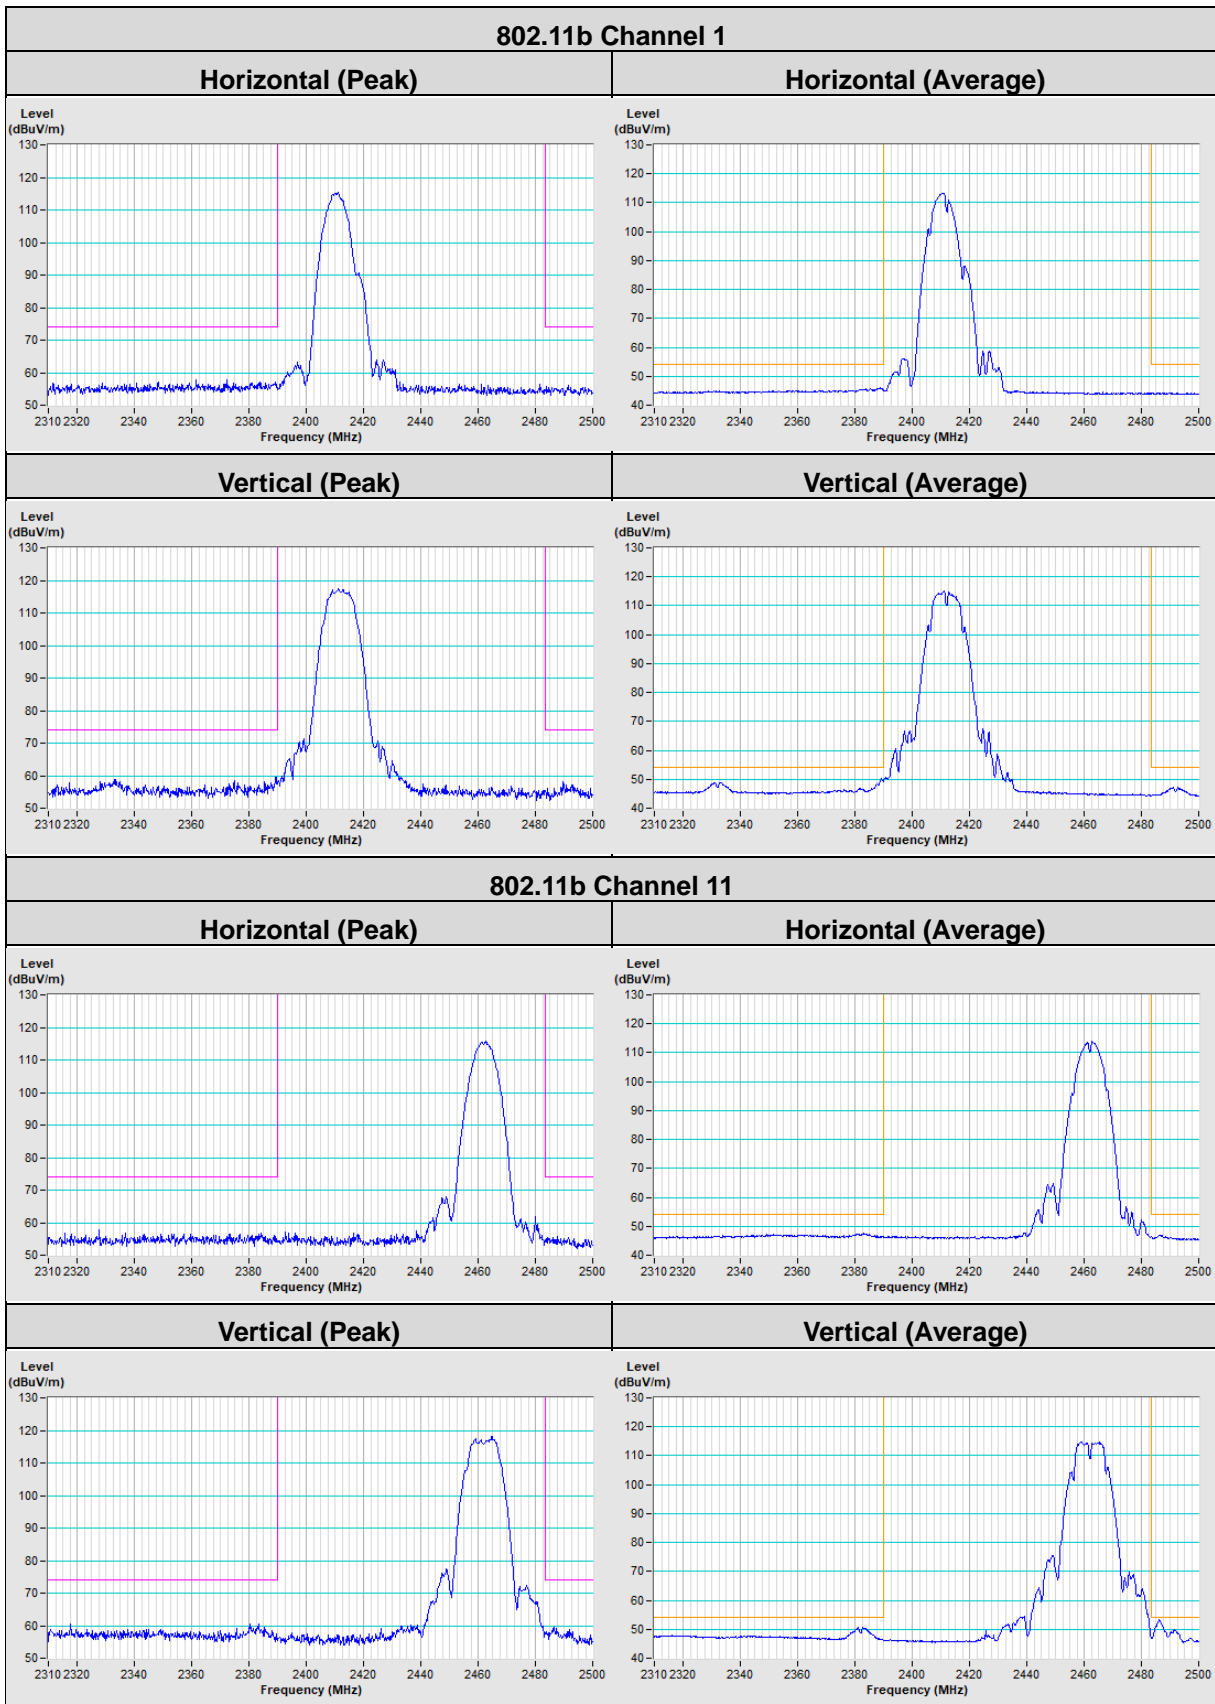 802.11b Channel 1
Horizontal (Peak) Horizontal (Average)
Level Level
(dBuV/m) (dBuV/m)
130 130
120 120
110 110
100 100
90 90
80 80
70 70
60 60
50 50
40
2310 2320 2340 2360 2380 2400 2420 2440 2460 2480 2500 2310 2320 2340 2360 2380 2400 2420 2440 2460 2480 2500
Frequency (MHz) Frequency (MHz)
Vertical (Peak) Vertical (Average)
Level Level
(dBuV/m) (dBuV/m)
130 130
120 120
110 110
100 100
90 90
80 80
70 70
60 60
50 50
40
2310 2320 2340 2360 2380 2400 2420 2440 2460 2480 2500 2310 2320 2340 2360 2380 2400 2420 2440 2460 2480 2500
Frequency (MHz) Frequency (MHz)
802.11b Channel 11
Horizontal (Peak) Horizontal (Average)
Level Level
(dBuV/m) (dBuV/m)
130 130
120 120
110 110
100 100
90 90
80 80
70 70
60 60
50 50
40
2310 2320 2340 2360 2380 2400 2420 2440 2460 2480 2500 2310 2320 2340 2360 2380 2400 2420 2440 2460 2480 2500
Frequency (MHz) Frequency (MHz)
Vertical (Peak) Vertical (Average)
Level Level
(dBuV/m) (dBuV/m)
130 130
120 120
110 110
100 100
90 90
80 80
70 70
60 60
50 50
40
2310 2320 2340 2360 2380 2400 2420 2440 2460 2480 2500 2310 2320 2340 2360 2380 2400 2420 2440 2460 2480 2500
Frequency (MHz) Frequency (MHz)